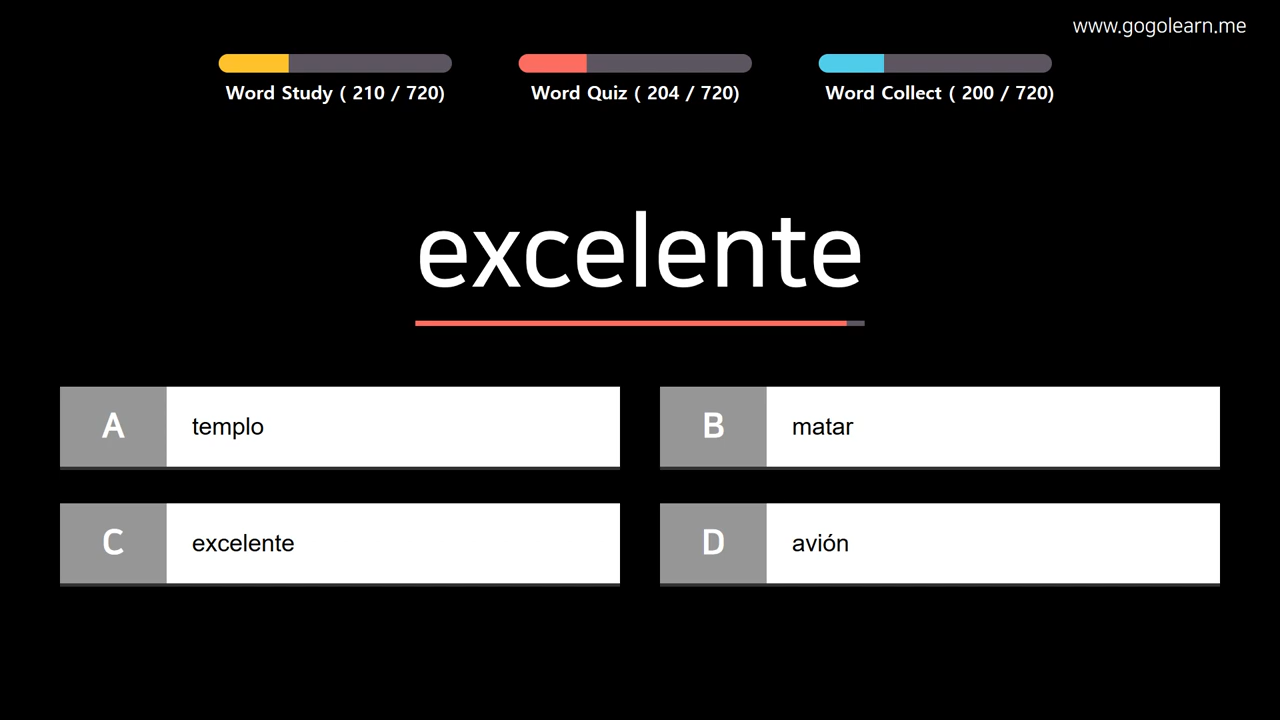 www.gogolearn.me
Word Study ( 210 / 720)
Word Quiz ( 204 / 720)
Word Collect ( 200 / 720)
excelente
A templo
B matar
C excelente
D avión